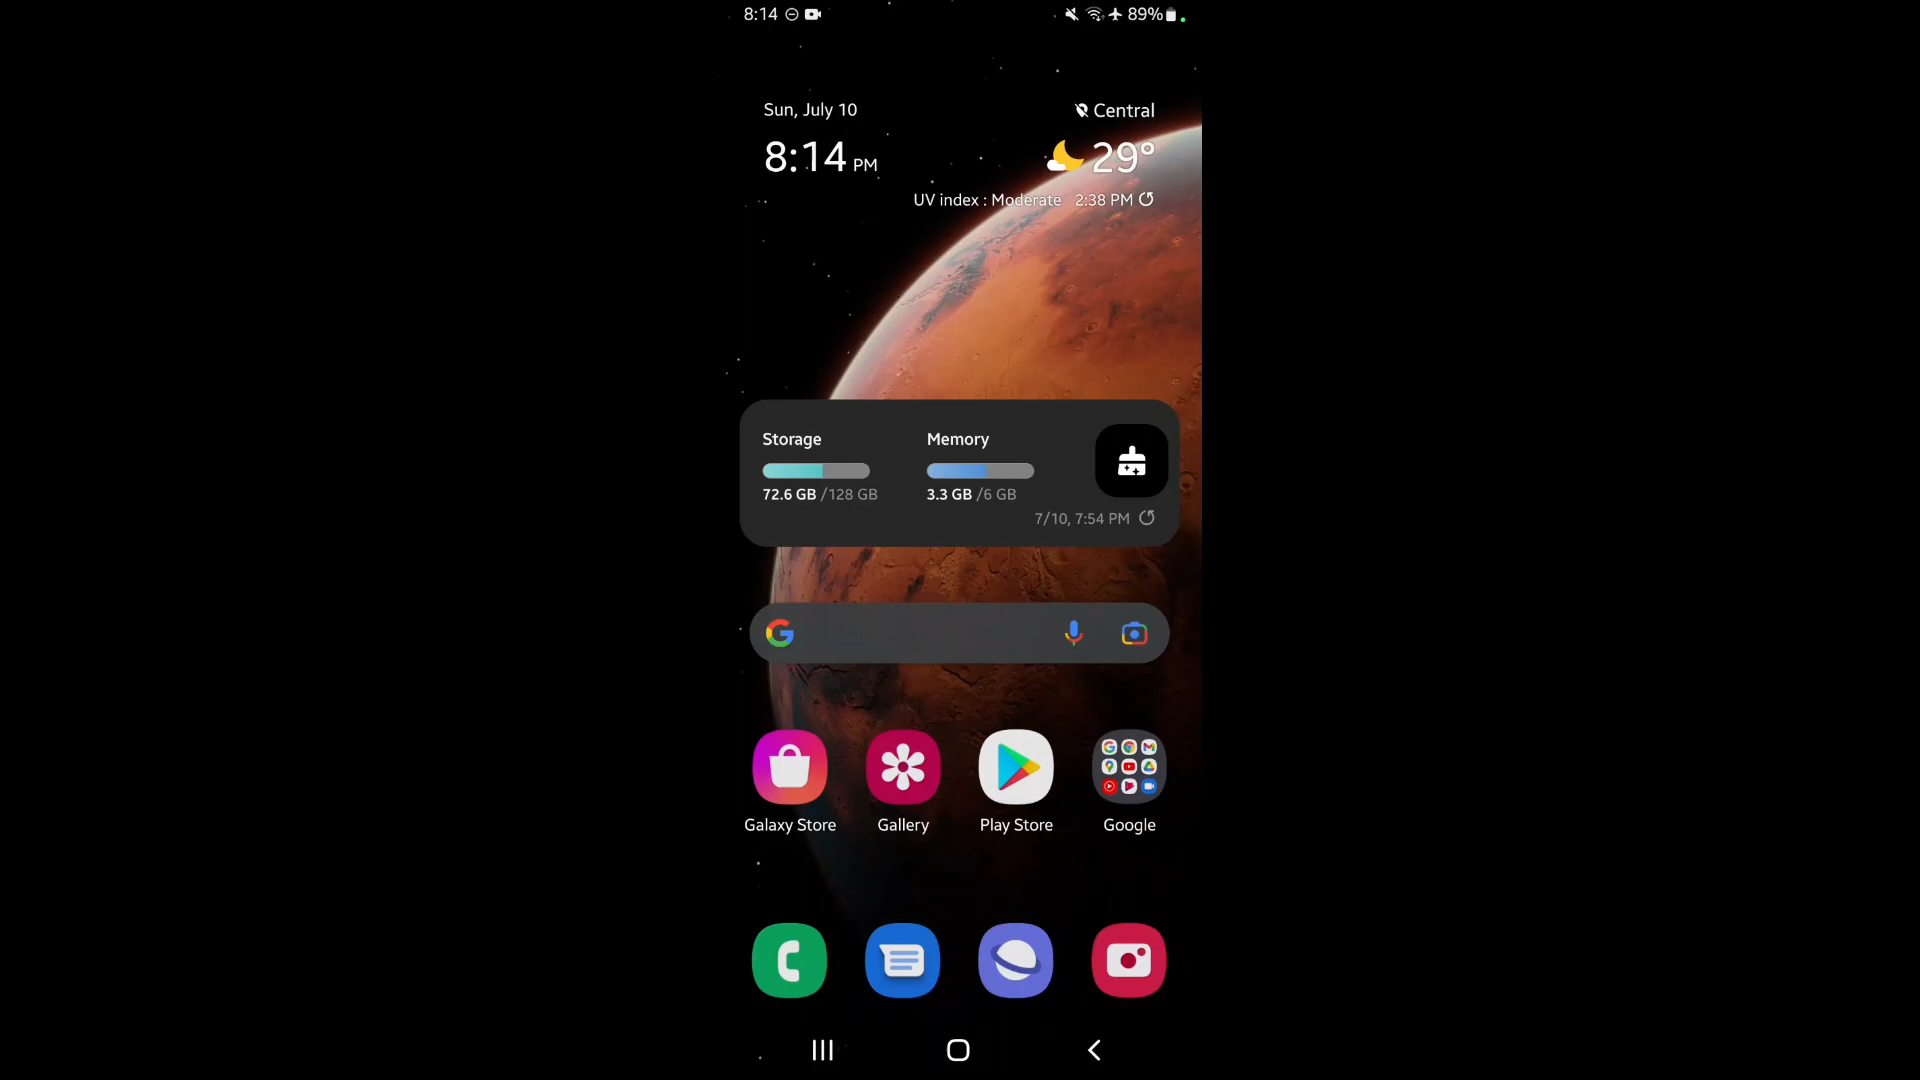 8:14 89%
Sun, July 10 Central
8:14 PM 29°
UV index : Moderate 2:38 PM
Storage Memory
72.6 GB /128 GB 3.3 GB /6 GB
7/10, 7:54 PM
Galaxy Store Gallery Play Store Google